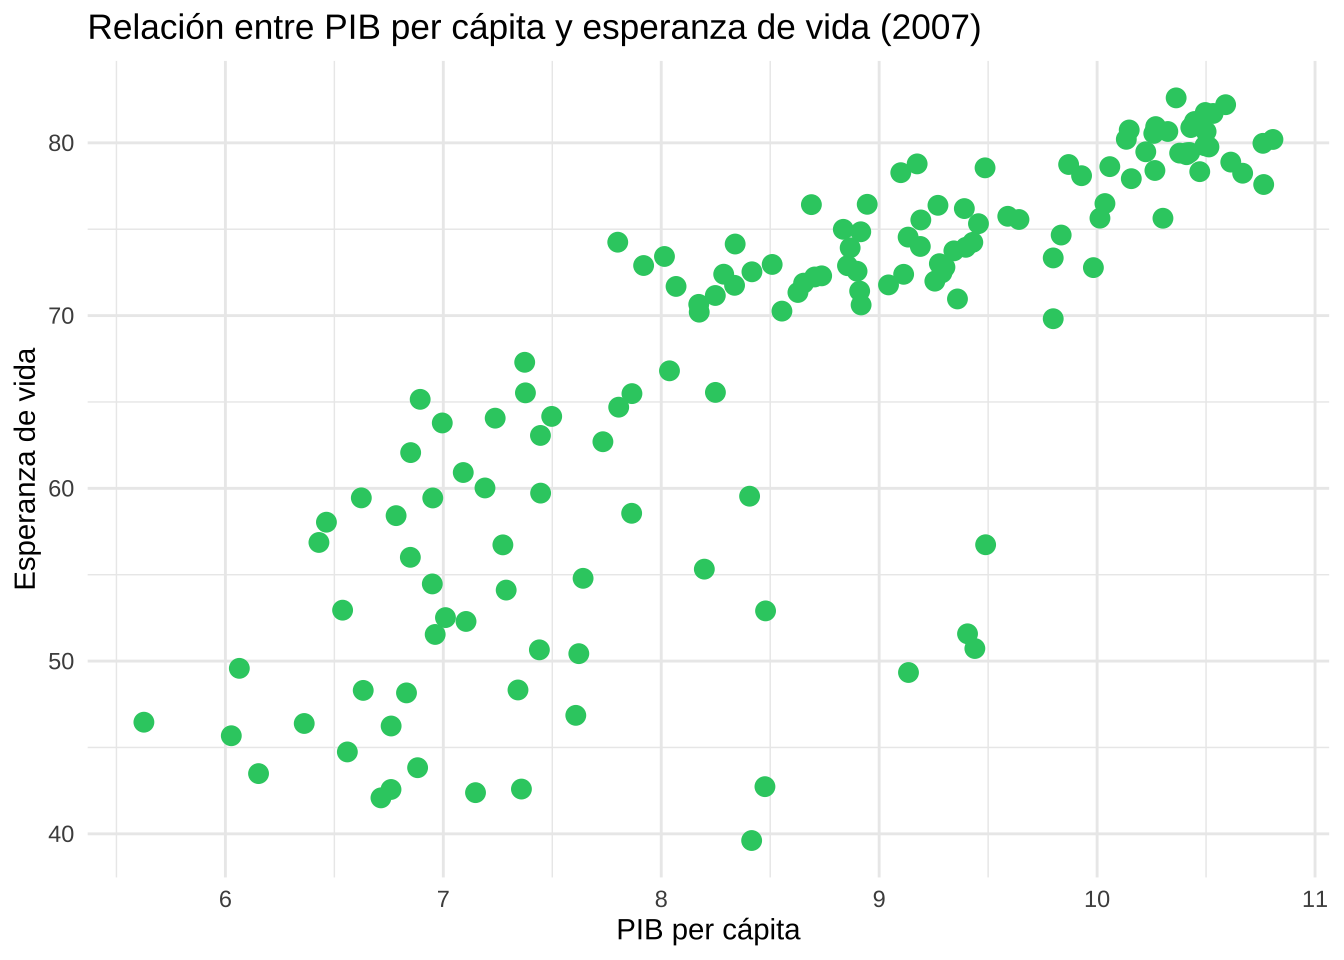 Relación entre PIB per cápita y esperanza de vida (2007)
Esperanza de vida
80
70
60
50
40
6 7 8 9 10 11
PIB per cápita